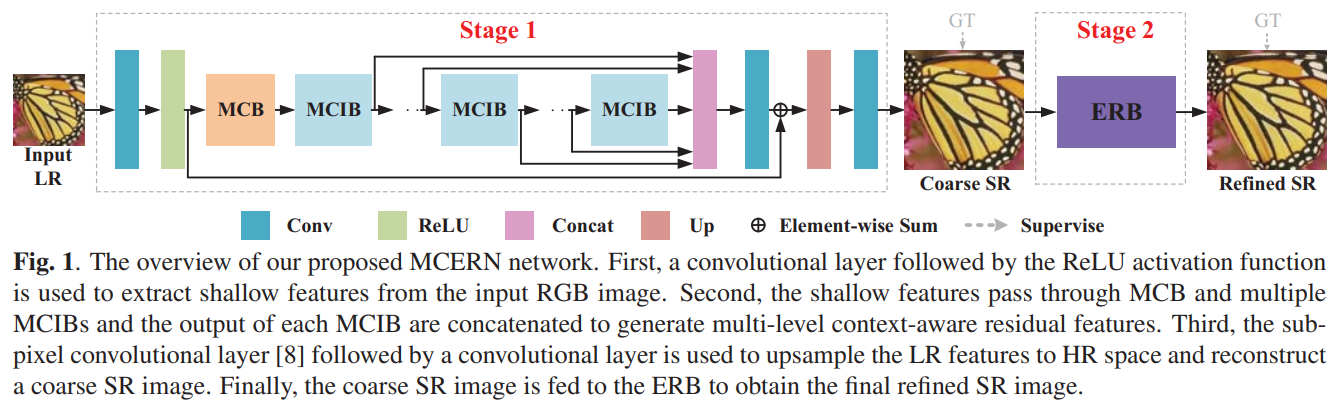 Stage 1
Stage 2
GT
GT
MCB
MCIB
MCIB
MCIB
ERB
Input
LR
Coarse SR
Refined SR
Conv
ReLU
Concat
Up
Element-wise Sum
Supervise
Fig. 1. The overview of our proposed MCERN network. First, a convolutional layer followed by the ReLU activation function
is used to extract shallow features from the input RGB image. Second, the shallow features pass through MCB and multiple
MCIBs and the output of each MCIB are concatenated to generate multi-level context-aware residual features. Third, the sub-
pixel convolutional layer [8] followed by a convolutional layer is used to upsample the LR features to HR space and reconstruct
a coarse SR image. Finally, the coarse SR image is fed to the ERB to obtain the final refined SR image.